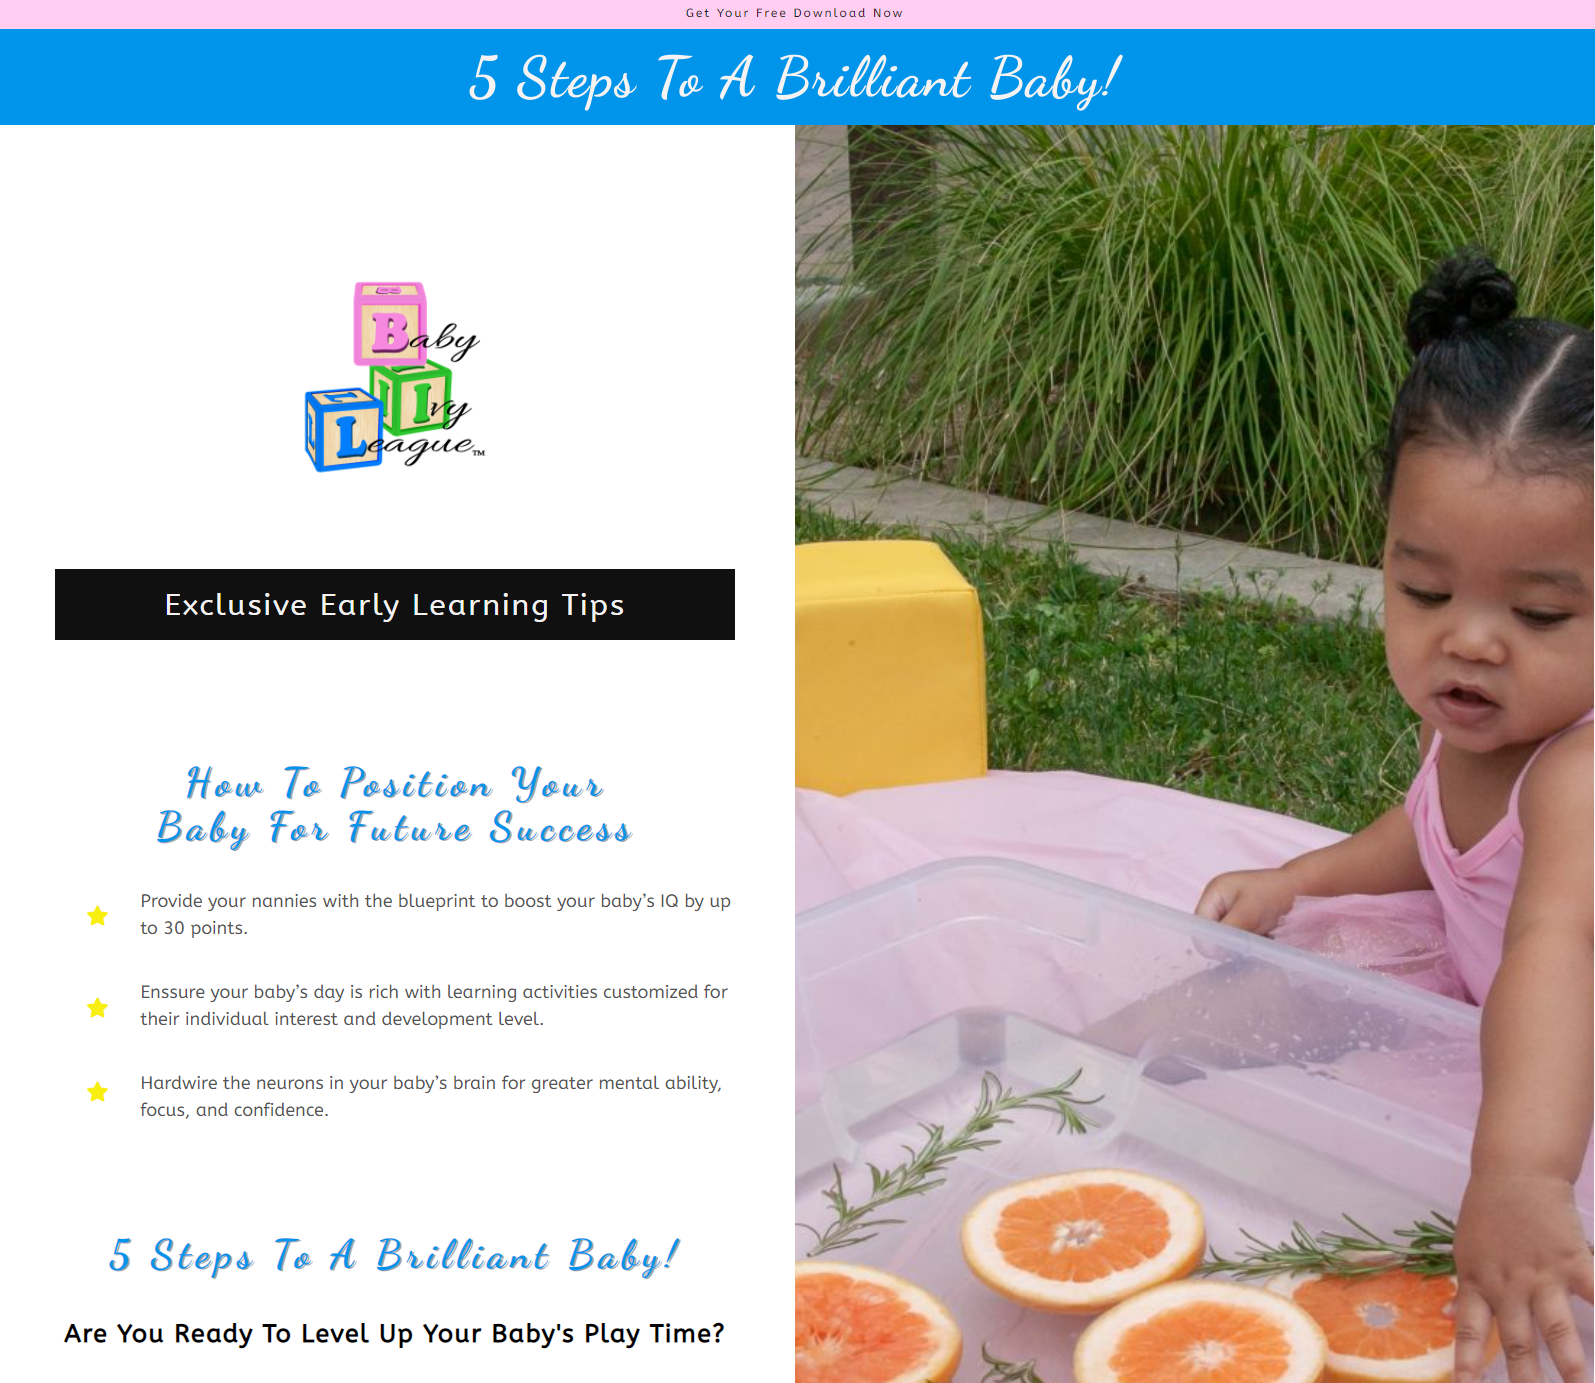 Get Your Free Download Now
5 Steps To A Brilliant Baby!
Baby
Ivy
League™
Exclusive Early Learning Tips
How To Position Your
Baby For Future Success
Provide your nannies with the blueprint to boost your baby’s IQ by up
to 30 points.
Enssure your baby’s day is rich with learning activities customized for
their individual interest and development level.
Hardwire the neurons in your baby’s brain for greater mental ability,
focus, and confidence.
5 Steps To A Brilliant Baby!
Are You Ready To Level Up Your Baby's Play Time?